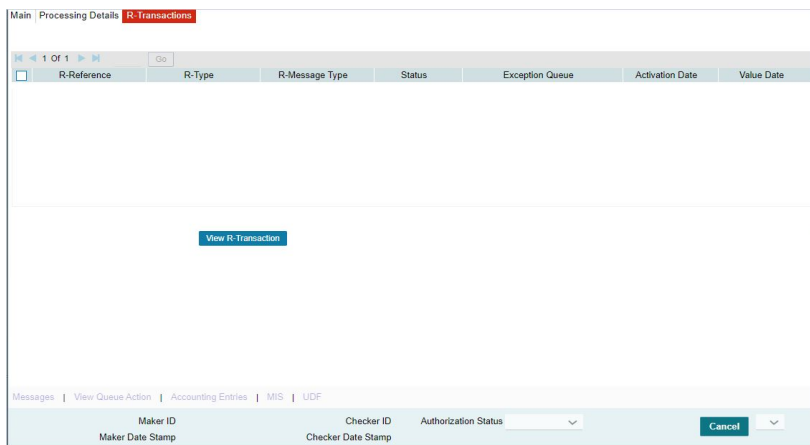 Main Processing Details R-Transactions
1 Of 1 Go
R-Reference R-Type R-Message Type Status Exception Queue Activation Date Value Date
View R-Transaction
Messages | View Queue Action | Accounting Entries | MIS | UDF
Maker ID Checker ID Authorization Status Cancel
Maker Date Stamp Checker Date Stamp